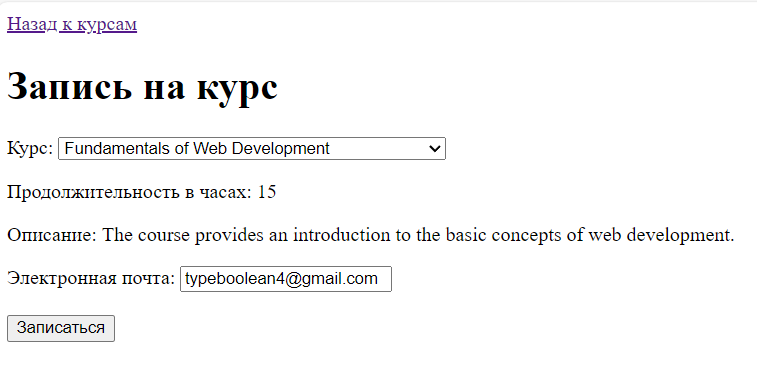 Назад к курсам
Запись на курс
Курс: Fundamentals of Web Development
Продолжительность в часах: 15
Описание: The course provides an introduction to the basic concepts of web development.
Электронная почта: typeboolean4@gmail.com
Записаться